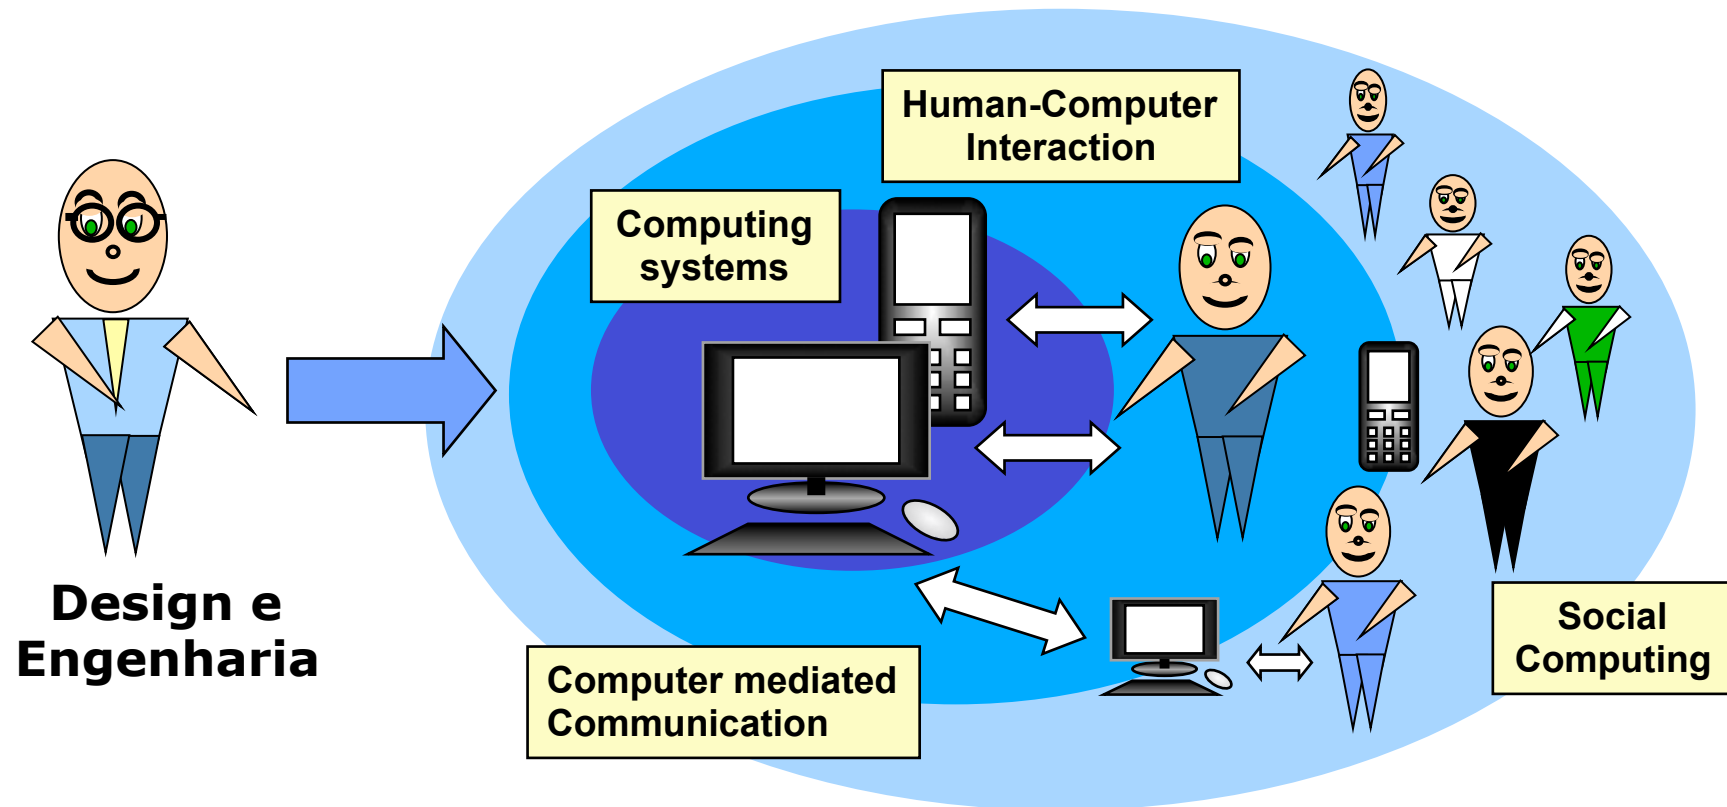 Human-Computer
Interaction
Computing
systems
Design e
Engenharia
Computer mediated
Communication
Social
Computing